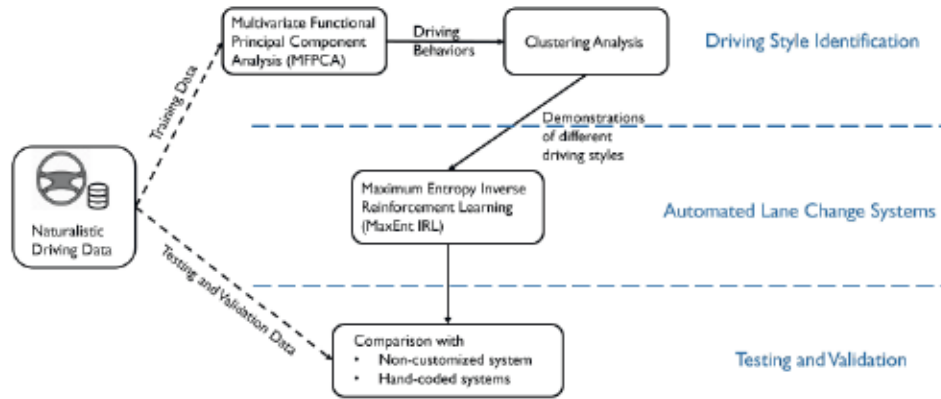 Multivariate Functional
Principal Component
Analysis (MFPCA)
Driving
Behaviors
Clustering Analysis
Driving Style Identification
Training Data
Demonstrations
of different
driving styles
Naturalistic
Driving Data
Maximum Entropy Inverse
Reinforcement Learning
(MaxEnt IRL)
Automated Lane Change Systems
Testing and Validation Data
Comparison with
• Non-customized system
• Hand-coded systems
Testing and Validation